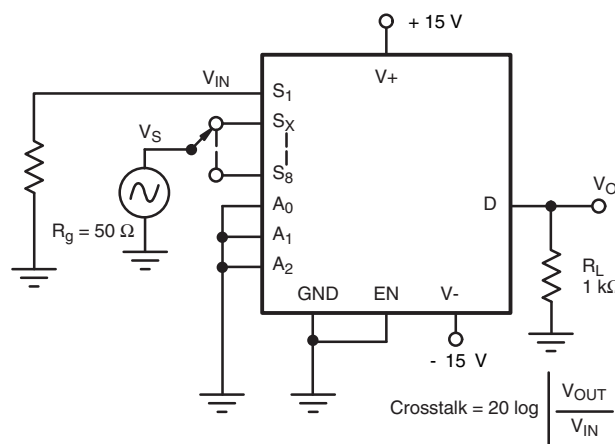 + 15 V
V+
VIN
S1
VS
SX
S8
Rg = 50 Ω
A0
A1
A2
D
VO
RL
1 kΩ
GND EN V-
- 15 V
Crosstalk = 20 log
VOUT
VIN